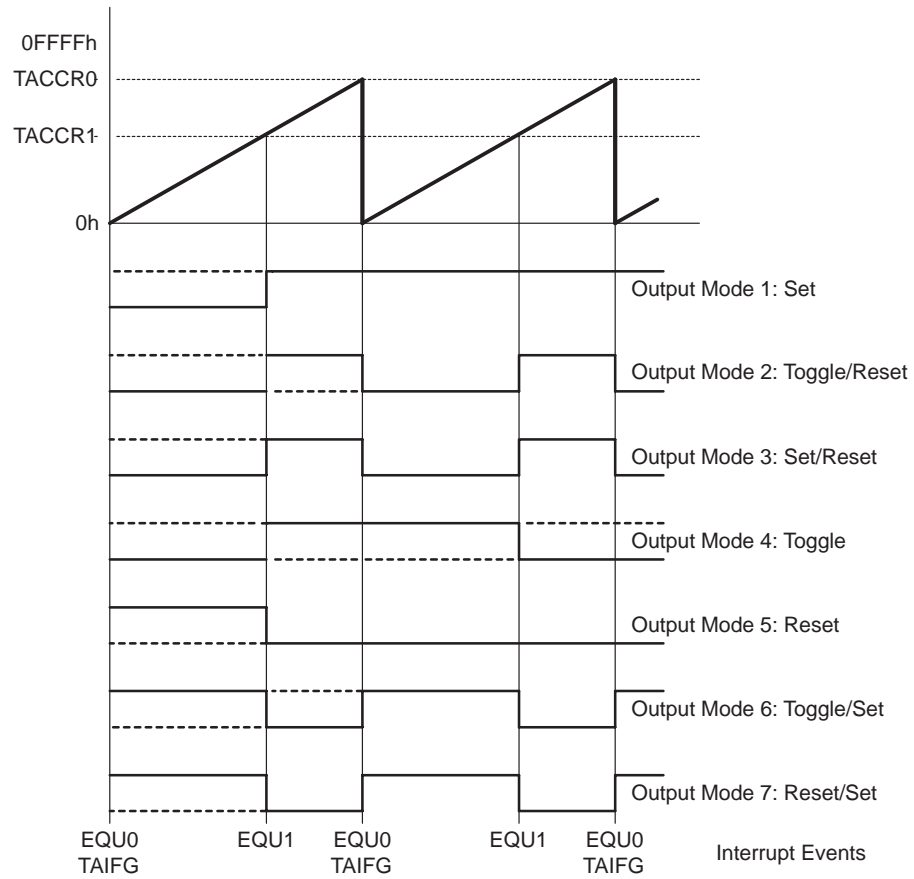 0FFFFh
TACCR0
TACCR1
0h
Output Mode 1: Set
Output Mode 2: Toggle/Reset
Output Mode 3: Set/Reset
Output Mode 4: Toggle
Output Mode 5: Reset
Output Mode 6: Toggle/Set
Output Mode 7: Reset/Set
EQU0 EQU1 EQU0 EQU1 EQU0
TAIFG TAIFG TAIFG
Interrupt Events